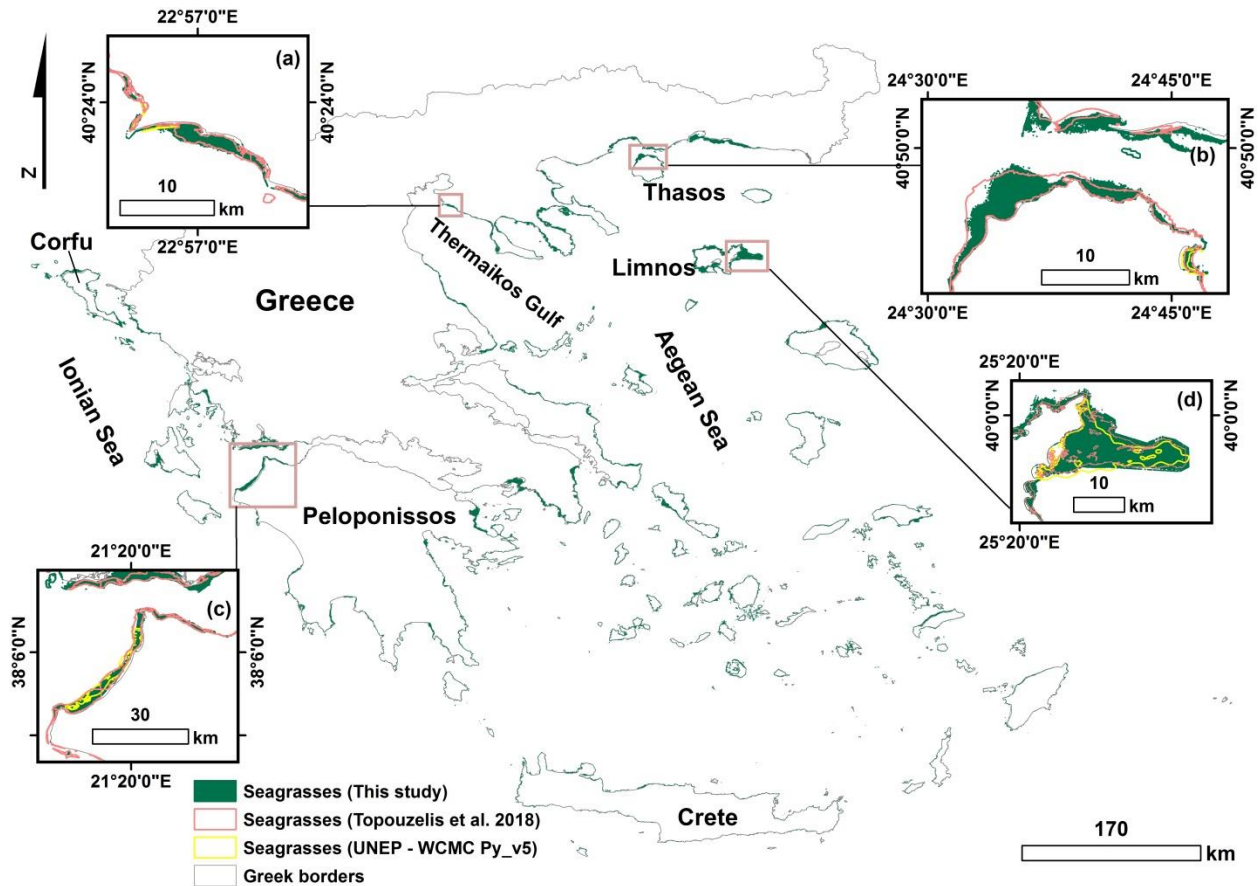 22°57'0"E
(a)
40°24'0"N
40°24'0"N
10
km
22°57'0"E
N
24°30'0"E
24°45'0"E
40°50'0"N
(b)
40°50'0"N
10
km
24°30'0"E
24°45'0"E
Thasos
Thermaikos Gulf
Corfu
Limnos
Greece
Aegean Sea
Ionian Sea
25°20'0"E
(d)
40°0'0"N
40°0'0"N
10
km
25°20'0"E
Peloponissos
21°20'0"E
(c)
38°6'0"N
38°6'0"N
30
km
21°20'0"E
Crete
Seagrasses (This study)
Seagrasses (Topouzelis et al. 2018)
Seagrasses (UNEP - WCMC Py_v5)
Greek borders
170
km